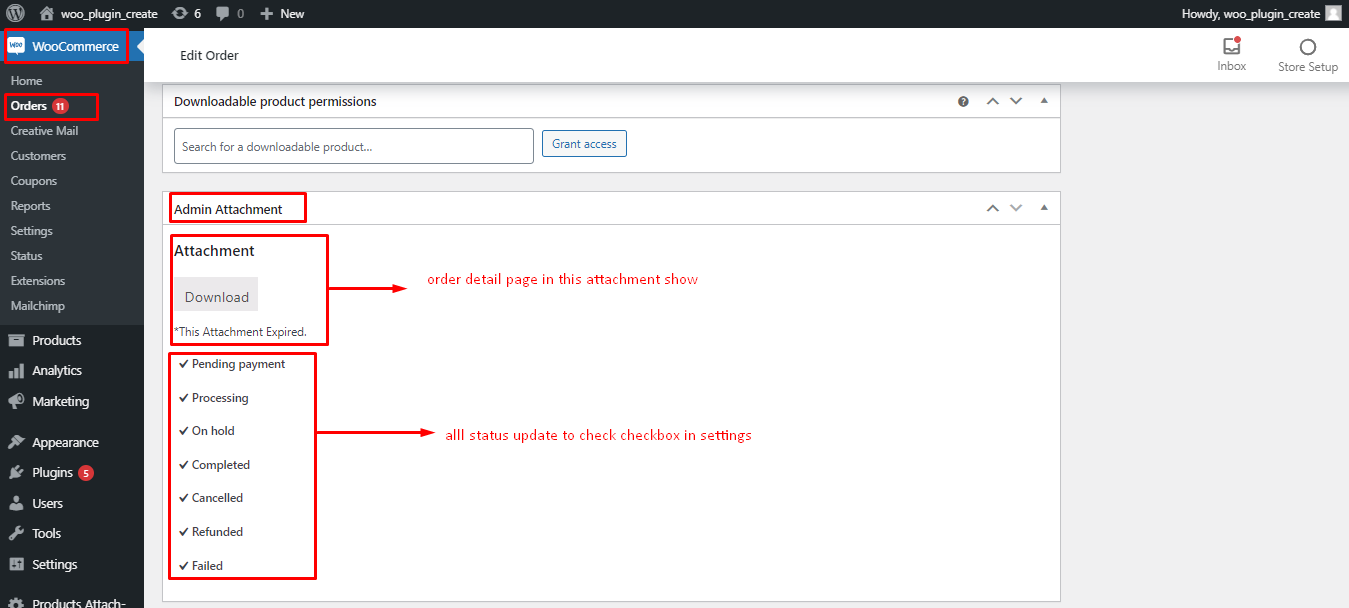 woo_plugin_create 6 0 New Howdy, woo_plugin_create
WOO WooCommerce
Edit Order
Inbox
Store Setup
Home
Orders 11
Creative Mail
Customers
Coupons
Reports
Settings
Status
Extensions
Mailchimp
Products
Analytics
Marketing
Appearance
Plugins 5
Users
Tools
Settings
Products Attach-
Downloadable product permissions
Search for a downloadable product...
Grant access
Admin Attachment
Attachment
Download
*This Attachment Expired.
order detail page in this attachment show
Pending payment
Processing
On hold
Completed
Cancelled
Refunded
Failed
alll status update to check checkbox in settings